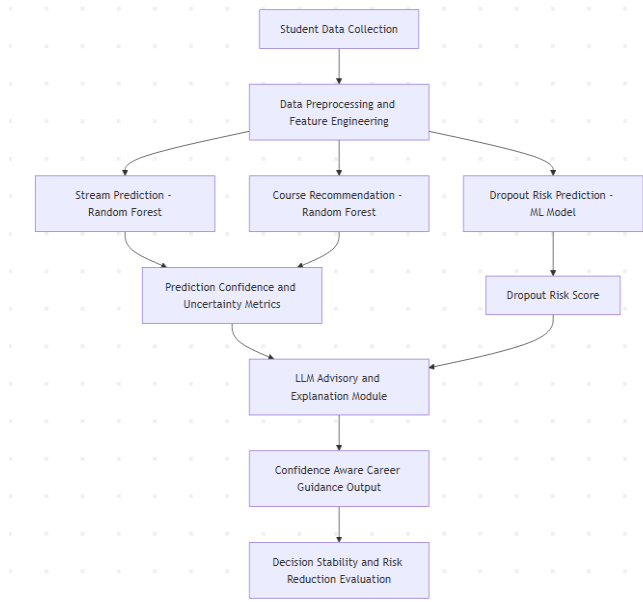 Student Data Collection
Data Preprocessing and
Feature Engineering
Stream Prediction -
Random Forest
Course Recommendation -
Random Forest
Dropout Risk Prediction -
ML Model
Prediction Confidence and
Uncertainty Metrics
Dropout Risk Score
LLM Advisory and
Explanation Module
Confidence Aware Career
Guidance Output
Decision Stability and Risk
Reduction Evaluation